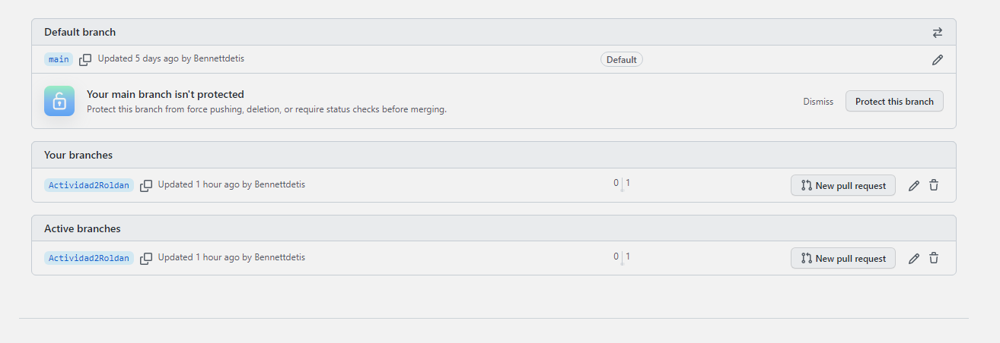 Default branch
main Updated 5 days ago by Bennettdetis Default
Your main branch isn't protected
Protect this branch from force pushing, deletion, or require status checks before merging.
Dismiss Protect this branch
Your branches
Actividad2Roldan Updated 1 hour ago by Bennettdetis 0 1 New pull request
Active branches
Actividad2Roldan Updated 1 hour ago by Bennettdetis 0 1 New pull request